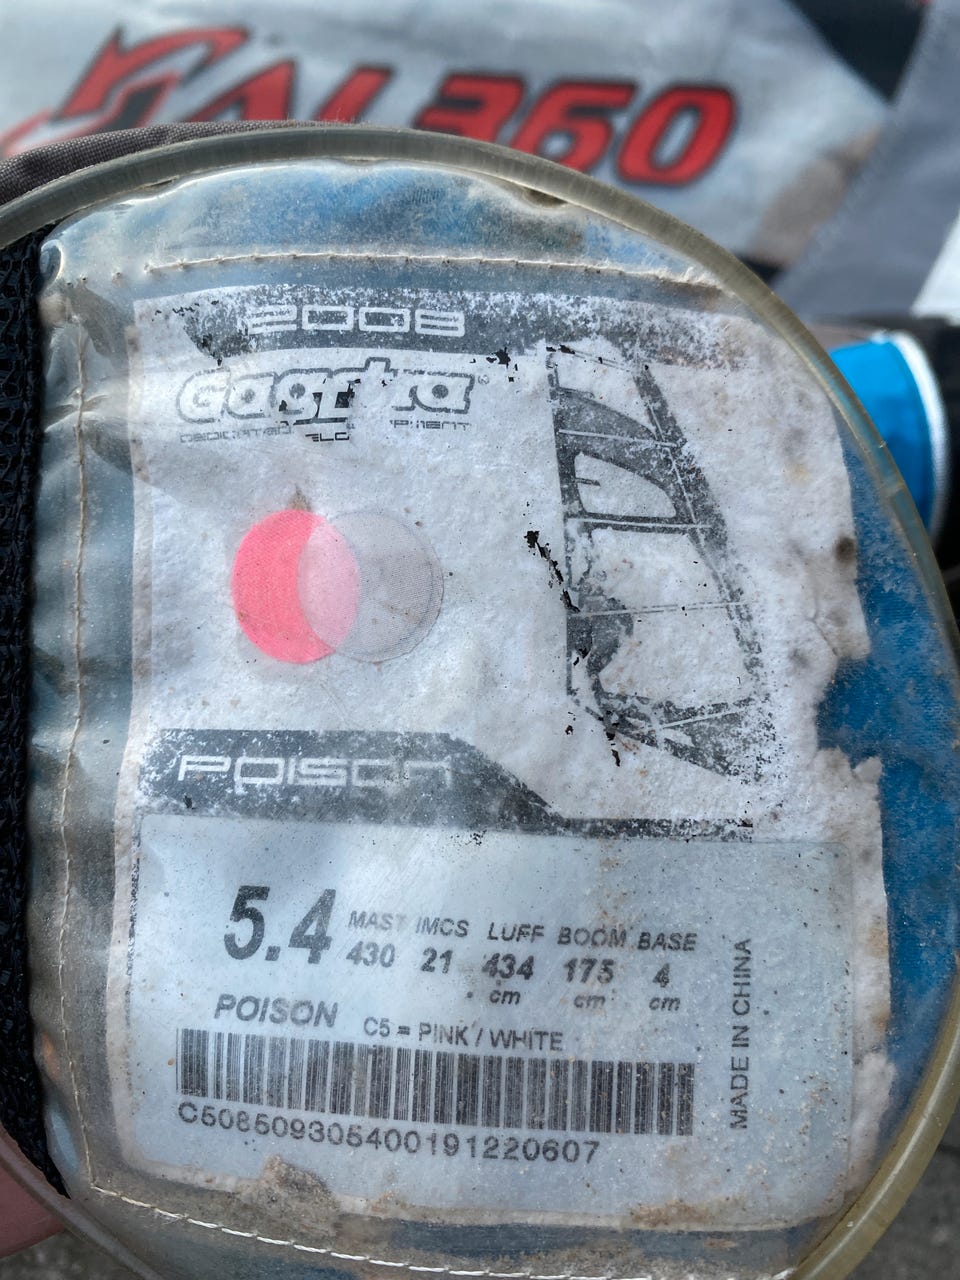 AL360
2008
Gaastra
POISON
5.4
MAST IMCS LUFF BOOM BASE
430 21 434 175 4
cm cm cm
POISON C5 = PINK / WHITE
C5085093054001912206​07
MADE IN CHINA